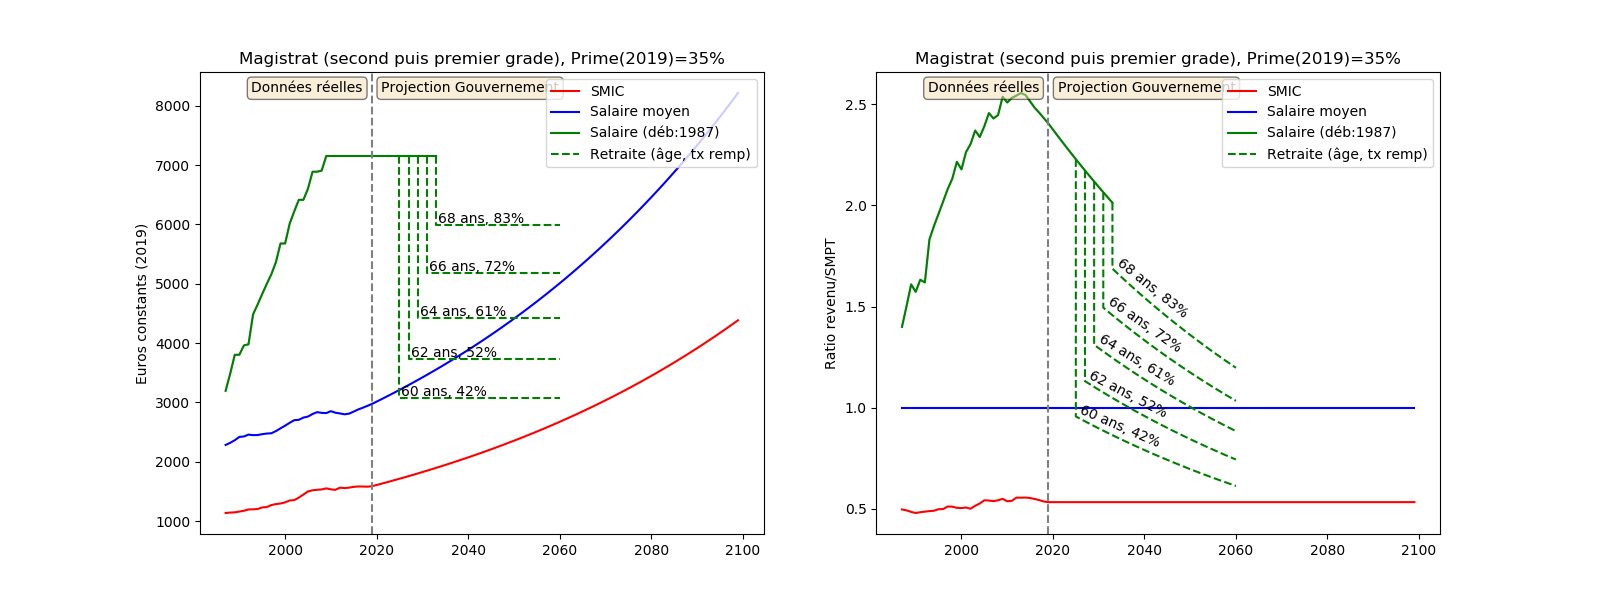 Magistrat (second puis premier grade), Prime(2019)=35%
Données réelles
Projection Gouvernement
SMIC
Salaire moyen
Salaire (déb:1987)
Retraite (âge, tx remp)
Euros constants (2019)
8000
7000
6000
5000
4000
3000
2000
1000
68 ans, 83%
66 ans, 72%
64 ans, 61%
62 ans, 52%
60 ans, 42%
2000
2020
2040
2060
2080
2100
Magistrat (second puis premier grade), Prime(2019)=35%
Données réelles
Projection Gouvernement
SMIC
Salaire moyen
Salaire (déb:1987)
Retraite (âge, tx remp)
Ratio revenu/SMPT
2.5
2.0
1.5
1.0
0.5
68 ans, 83%
66 ans, 72%
64 ans, 61%
62 ans, 52%
60 ans, 42%
2000
2020
2040
2060
2080
2100